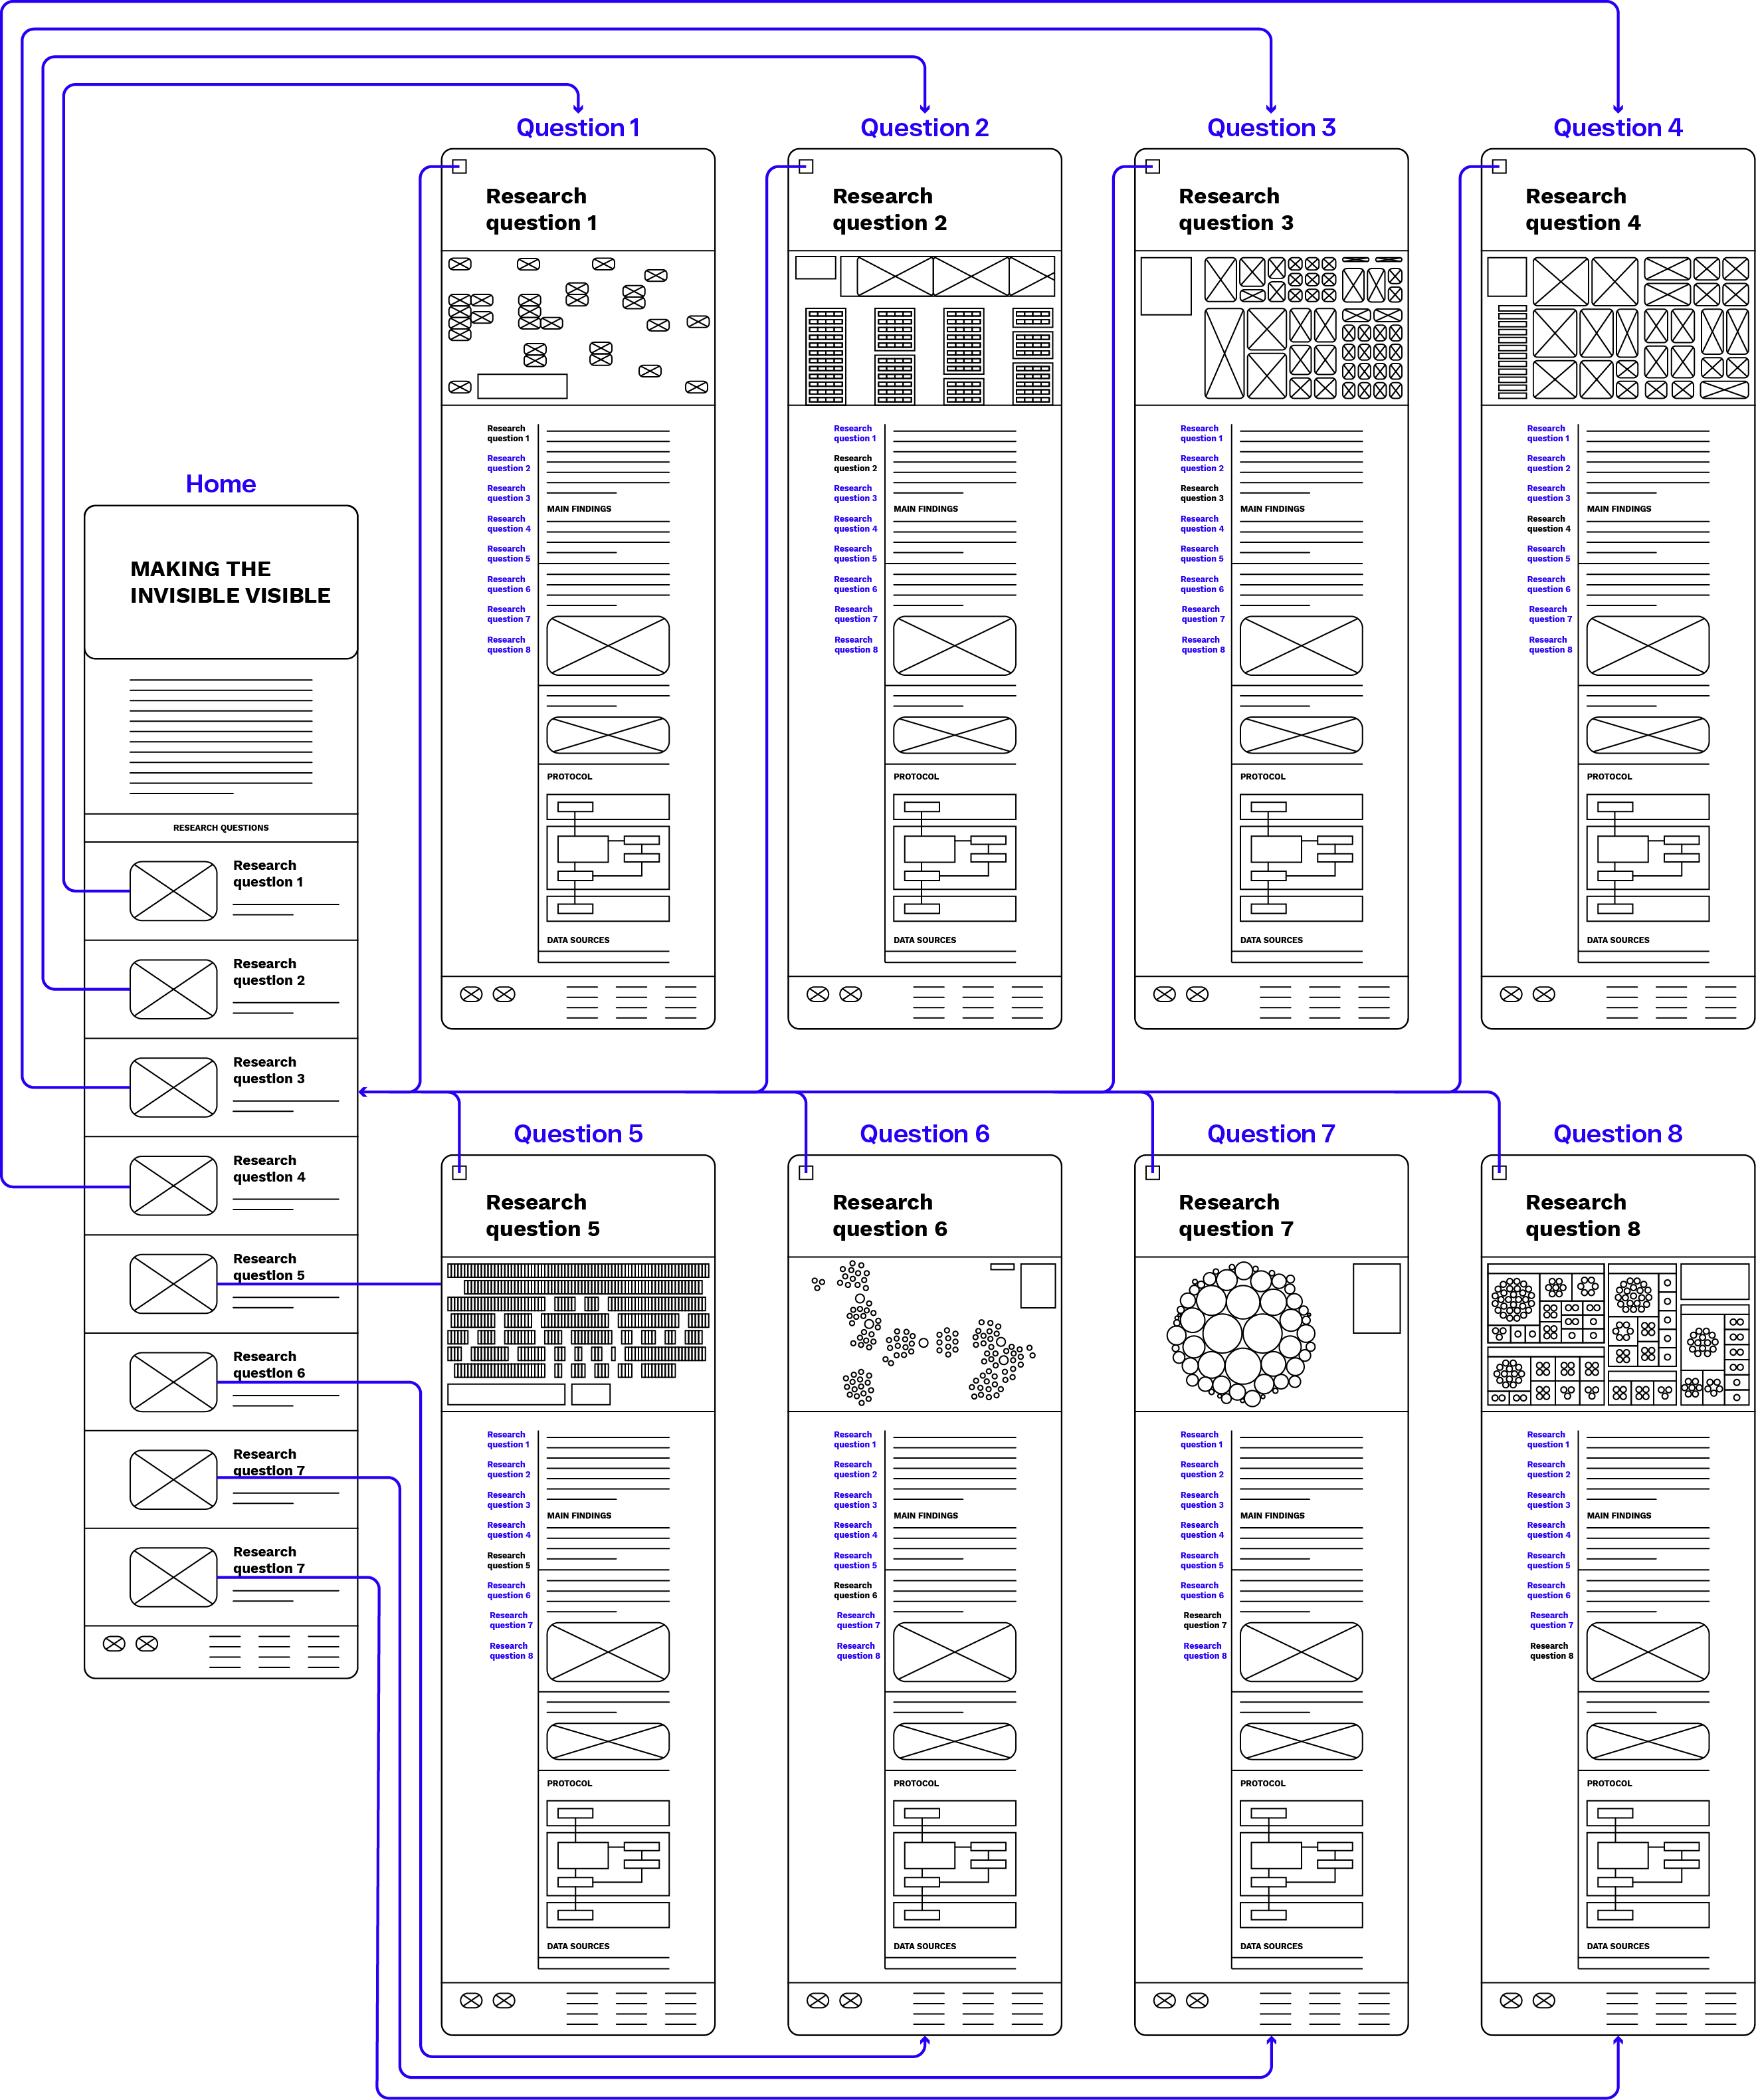 Question 1
Question 2
Question 3
Question 4
Research
question 1
Research
question 2
Research
question 3
Research
question 4
Research
question 1
Research
question 2
Research
question 3
Research
question 4
Research
question 5
Research
question 6
Research
question 7
Research
question 8
MAIN FINDINGS
PROTOCOL
DATA SOURCES
Research
question 1
Research
question 2
Research
question 3
Research
question 4
Research
question 5
Research
question 6
Research
question 7
Research
question 8
MAIN FINDINGS
PROTOCOL
DATA SOURCES
Research
question 1
Research
question 2
Research
question 3
Research
question 4
Research
question 5
Research
question 6
Research
question 7
Research
question 8
MAIN FINDINGS
PROTOCOL
DATA SOURCES
Research
question 1
Research
question 2
Research
question 3
Research
question 4
Research
question 5
Research
question 6
Research
question 7
Research
question 8
MAIN FINDINGS
PROTOCOL
DATA SOURCES
Home
MAKING THE
INVISIBLE VISIBLE
RESEARCH QUESTIONS
Research
question 1
Research
question 2
Research
question 3
Research
question 4
Research
question 5
Research
question 6
Research
question 7
Research
question 7
Question 5
Question 6
Question 7
Question 8
Research
question 5
Research
question 6
Research
question 7
Research
question 8
Research
question 1
Research
question 2
Research
question 3
Research
question 4
Research
question 5
Research
question 6
Research
question 7
Research
question 8
MAIN FINDINGS
PROTOCOL
DATA SOURCES
Research
question 1
Research
question 2
Research
question 3
Research
question 4
Research
question 5
Research
question 6
Research
question 7
Research
question 8
MAIN FINDINGS
PROTOCOL
DATA SOURCES
Research
question 1
Research
question 2
Research
question 3
Research
question 4
Research
question 5
Research
question 6
Research
question 7
Research
question 8
MAIN FINDINGS
PROTOCOL
DATA SOURCES
Research
question 1
Research
question 2
Research
question 3
Research
question 4
Research
question 5
Research
question 6
Research
question 7
Research
question 8
MAIN FINDINGS
PROTOCOL
DATA SOURCES